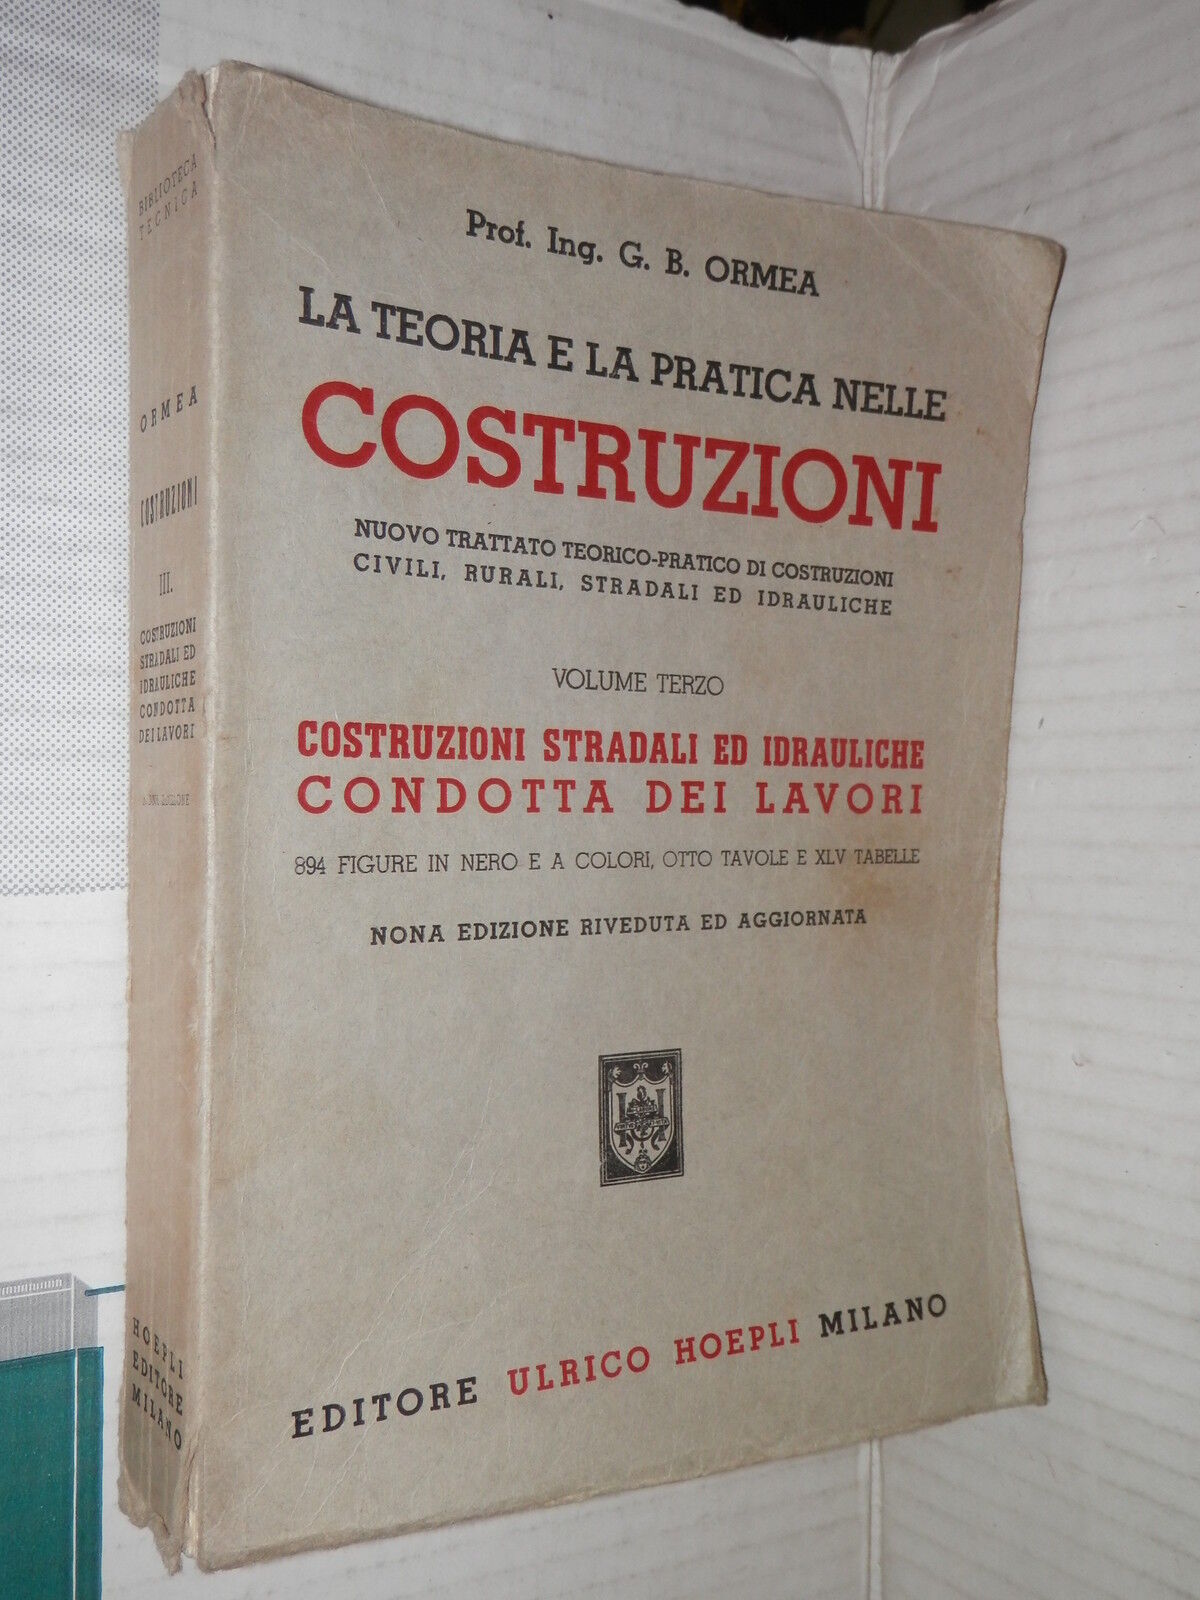 Prof. Ing. G. B. ORMEA
LA TEORIA E LA PRATICA NELLE
COSTRUZIONI
NUOVO TRATTATO TEORICO-PRATICO DI COSTRUZIONI
CIVILI, RURALI, STRADALI ED IDRAULICHE
VOLUME TERZO
COSTRUZIONI STRADALI ED IDRAULICHE
CONDOTTA DEI LAVORI
894 FIGURE IN NERO E A COLORI, OTTO TAVOLE E XLV TABELLE
NONA EDIZIONE RIVEDUTA ED AGGIORNATA
EDITORE ULRICO HOEPLI MILANO
BIBLIOTECA
TECNICA
ORMEA
COSTRUZIONI
III.
COSTRUZIONI
STRADALI ED
IDRAULICHE
CONDOTTA
DEI LAVORI
HOEPLI
EDITORE
MILANO